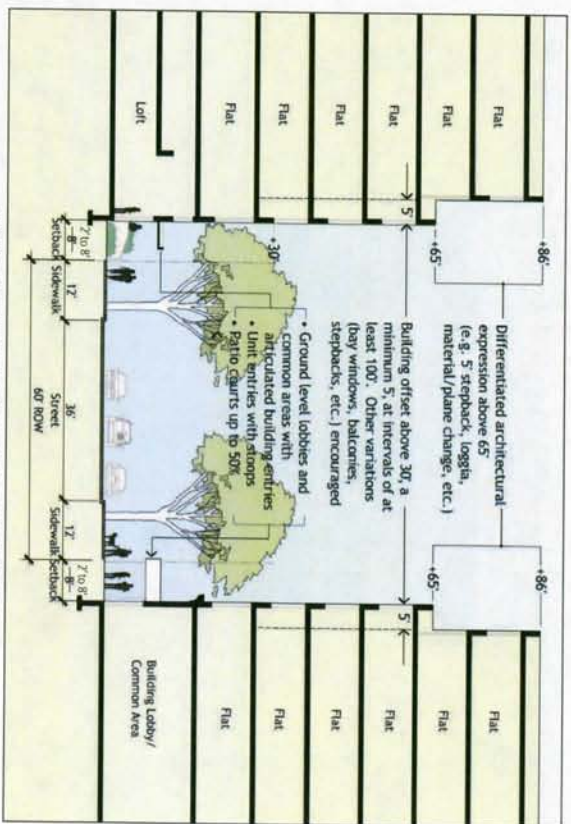 +86'
+86'
Differentiated architectural
expression above 65'
(e.g. 5' stepback, loggia,
material/plane change, etc.)
+65'
+65'
Flat
Flat
Flat
Flat
Flat
Flat
Loft
Flat
Flat
Flat
Flat
Flat
Flat
Building Lobby/
Common Area
5'
5'
Building offset above 30', a
minimum 5', at intervals of at
least 100'. Other variations
(bay windows, balconies,
stepbacks, etc.) encouraged
+30'
• Ground level lobbies and
common areas with
articulated building entries
• Unit entries with stoops
• Patio courts up to 50%
2' to 8'
8'
Setback
12'
Sidewalk
36'
Street
60' ROW
12'
Sidewalk
2' to 8'
8'
Setback